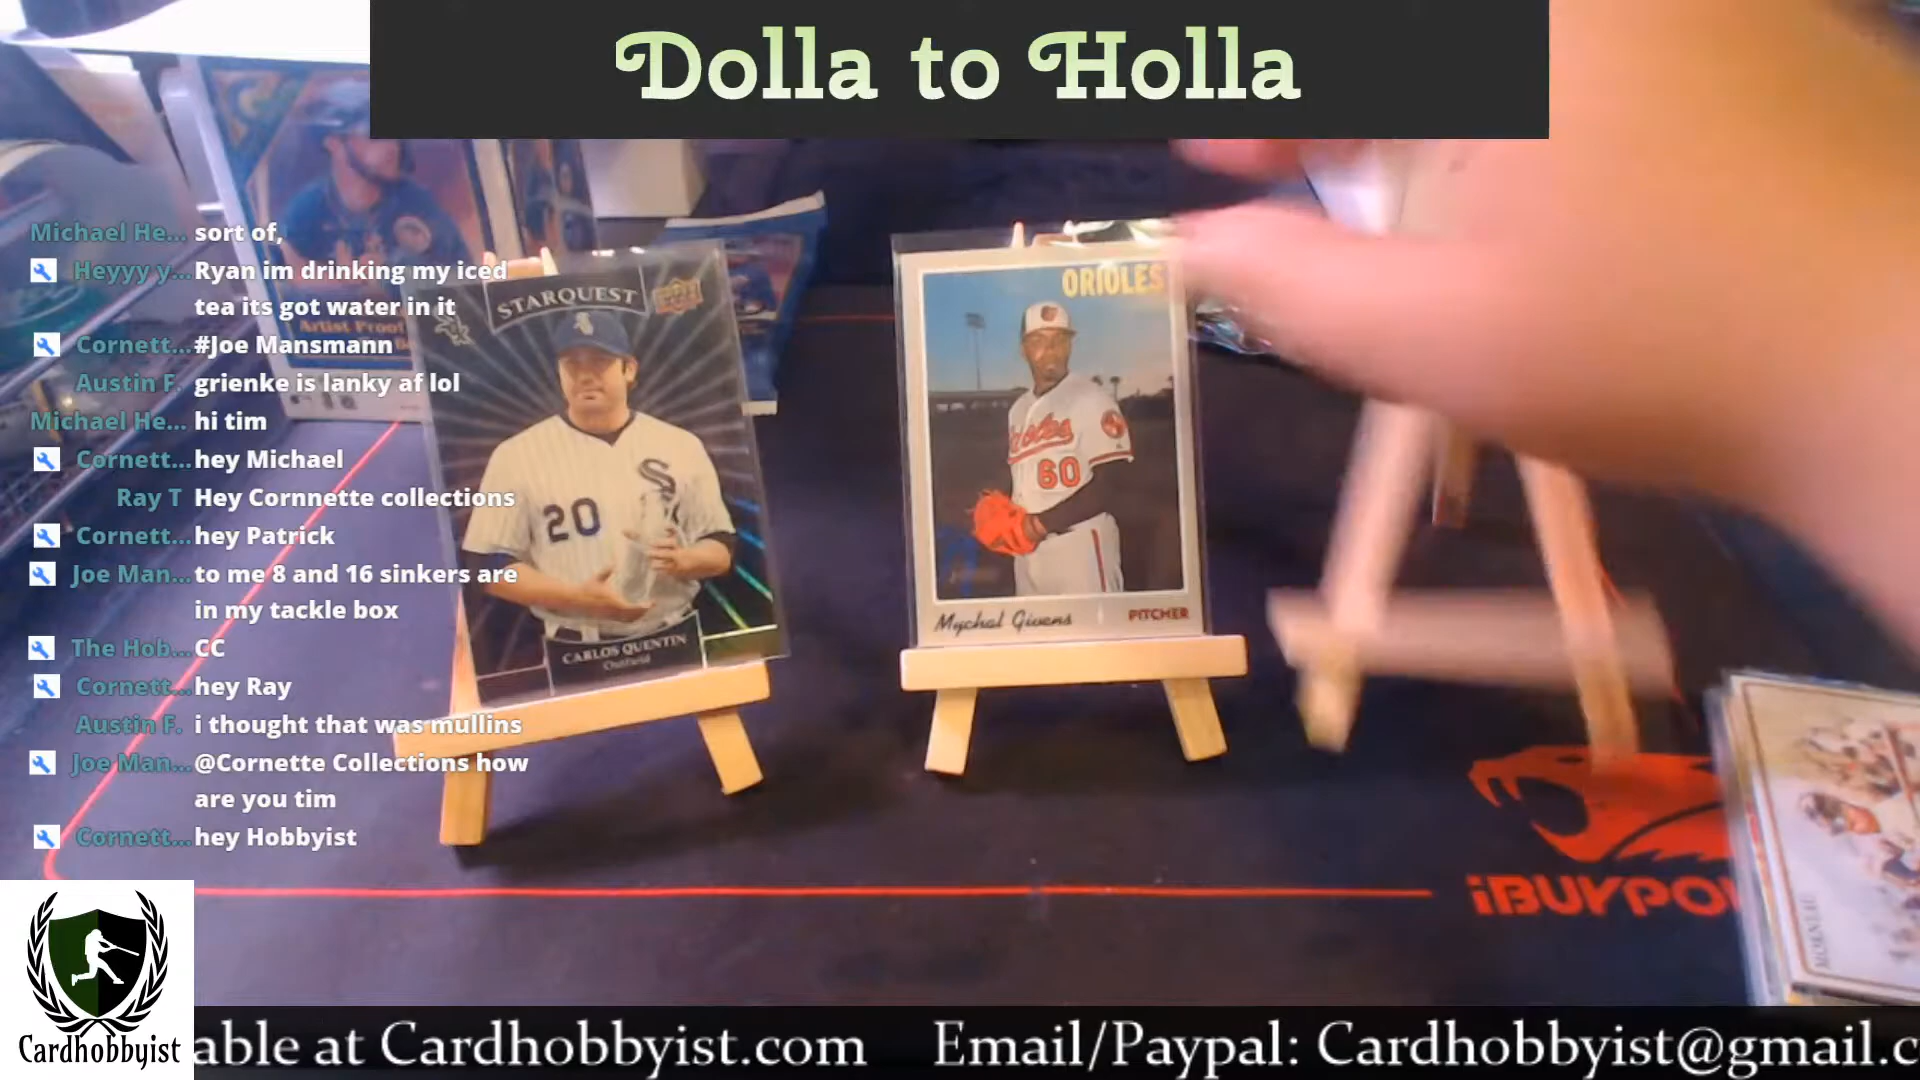 Dolla to Holla
Michael He... sort of,
Heyyy y... Ryan im drinking my iced
tea its got water in it
Cornett... #Joe Mansmann
Austin F. grienke is lanky af lol
Michael He... hi tim
Cornett... hey Michael
Ray T Hey Cornnette collections
Cornett... hey Patrick
Joe Man... to me 8 and 16 sinkers are
in my tackle box
The Hob... CC
Cornett... hey Ray
Austin F. i thought that was mullins
Joe Man... @Cornette Collections how
are you tim
Cornett... hey Hobbyist
Artist Proof
STARQUEST
20
CARLOS QUENTIN
Outfield
ORIOLES
Orioles
60
Mychal Givens PITCHER
MORNEAU
iBUYPO
Cardhobbyist
able at Cardhobbyist.com Email/Paypal: Cardhobbyist@gmail.c